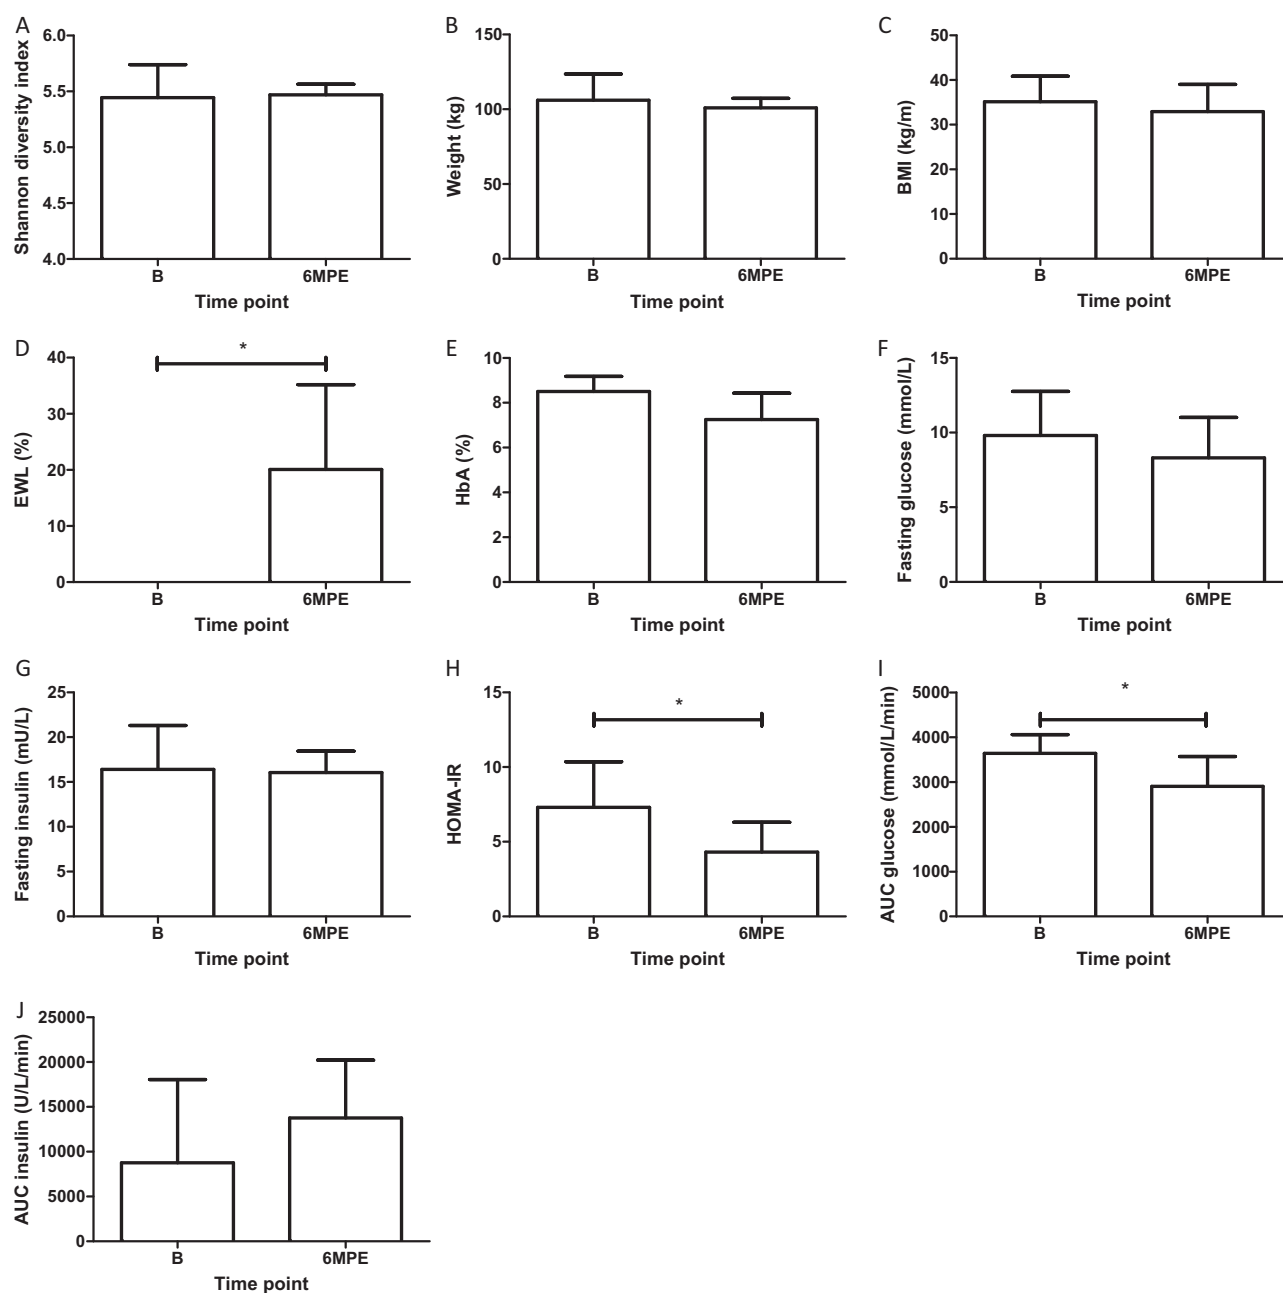 A
Shannon diversity index
6.0
5.5
5.0
4.5
4.0
B
6MPE
Time point
B
Weight (kg)
150
100
50
0
B
6MPE
Time point
C
BMI (kg/m)
50
40
30
20
10
0
B
6MPE
Time point
D
EWL (%)
40
30
20
10
0
*
B
6MPE
Time point
E
HbA (%)
10
8
6
4
2
0
B
6MPE
Time point
F
Fasting glucose (mmol/L)
15
10
5
0
B
6MPE
Time point
G
Fasting insulin (mU/L)
25
20
15
10
5
0
B
6MPE
Time point
H
HOMA-IR
15
10
5
0
*
B
6MPE
Time point
I
AUC glucose (mmol/L/min)
5000
4000
3000
2000
1000
0
*
B
6MPE
Time point
J
AUC insulin (U/L/min)
25000
20000
15000
10000
5000
0
B
6MPE
Time point